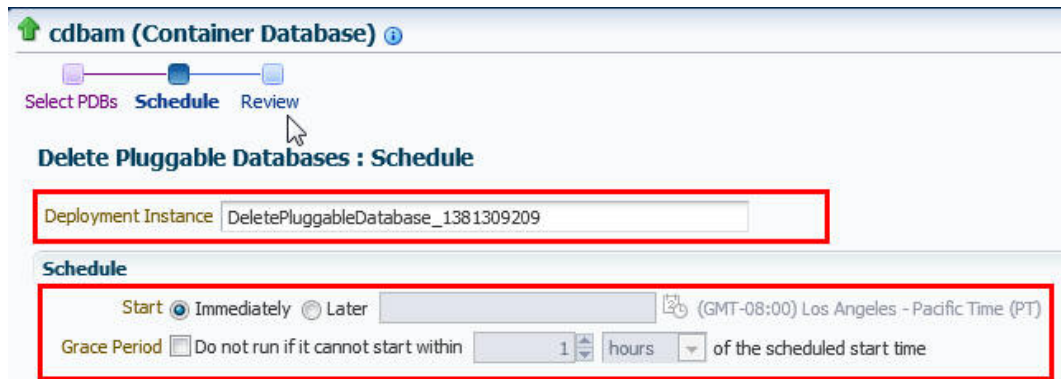 cdbam (Container Database)
Select PDBs Schedule Review
Delete Pluggable Databases : Schedule
Deployment Instance DeletePluggableDatabase_1381309209
Schedule
Start Immediately Later (GMT-08:00) Los Angeles - Pacific Time (PT)
Grace Period Do not run if it cannot start within 1 hours of the scheduled start time